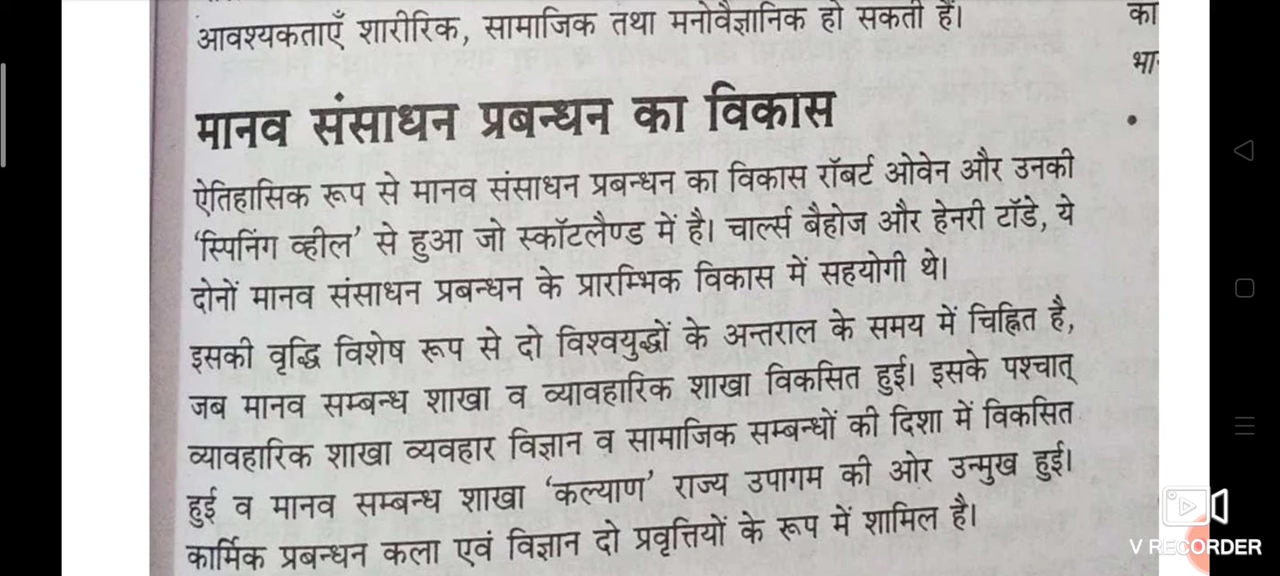 आवश्यकताएँ शारीरिक, सामाजिक तथा मनोवैज्ञानिक हो सकती हैं।
मानव संसाधन प्रबन्धन का विकास
ऐतिहासिक रूप से मानव संसाधन प्रबन्धन का विकास रॉबर्ट ओवेन और उनकी
'स्पिनिंग व्हील' से हुआ जो स्कॉटलैण्ड में है। चार्ल्स बैहोज और हेनरी टॉडे, ये
दोनों मानव संसाधन प्रबन्धन के प्रारम्भिक विकास में सहयोगी थे।
इसकी वृद्धि विशेष रूप से दो विश्वयुद्धों के अन्तराल के समय में चिह्नित है,
जब मानव सम्बन्ध शाखा व व्यावहारिक शाखा विकसित हुई। इसके पश्चात्
व्यावहारिक शाखा व्यवहार विज्ञान व सामाजिक सम्बन्धों की दिशा में विकसित
हुई व मानव सम्बन्ध शाखा 'कल्याण' राज्य उपागम की ओर उन्मुख हुई।
कार्मिक प्रबन्धन कला एवं विज्ञान दो प्रवृत्तियों के रूप में शामिल है।
का
भा
•
V RECORDER